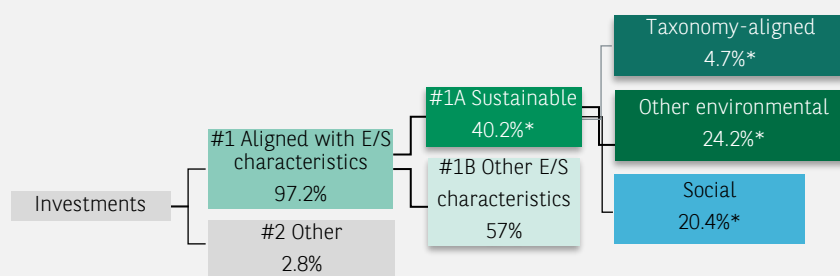 Investments
#1 Aligned with E/S
characteristics
97.2%
#2 Other
2.8%
#1A Sustainable
40.2%*
#1B Other E/S
characteristics
57%
Taxonomy-aligned
4.7%*
Other environmental
24.2%*
Social
20.4%*